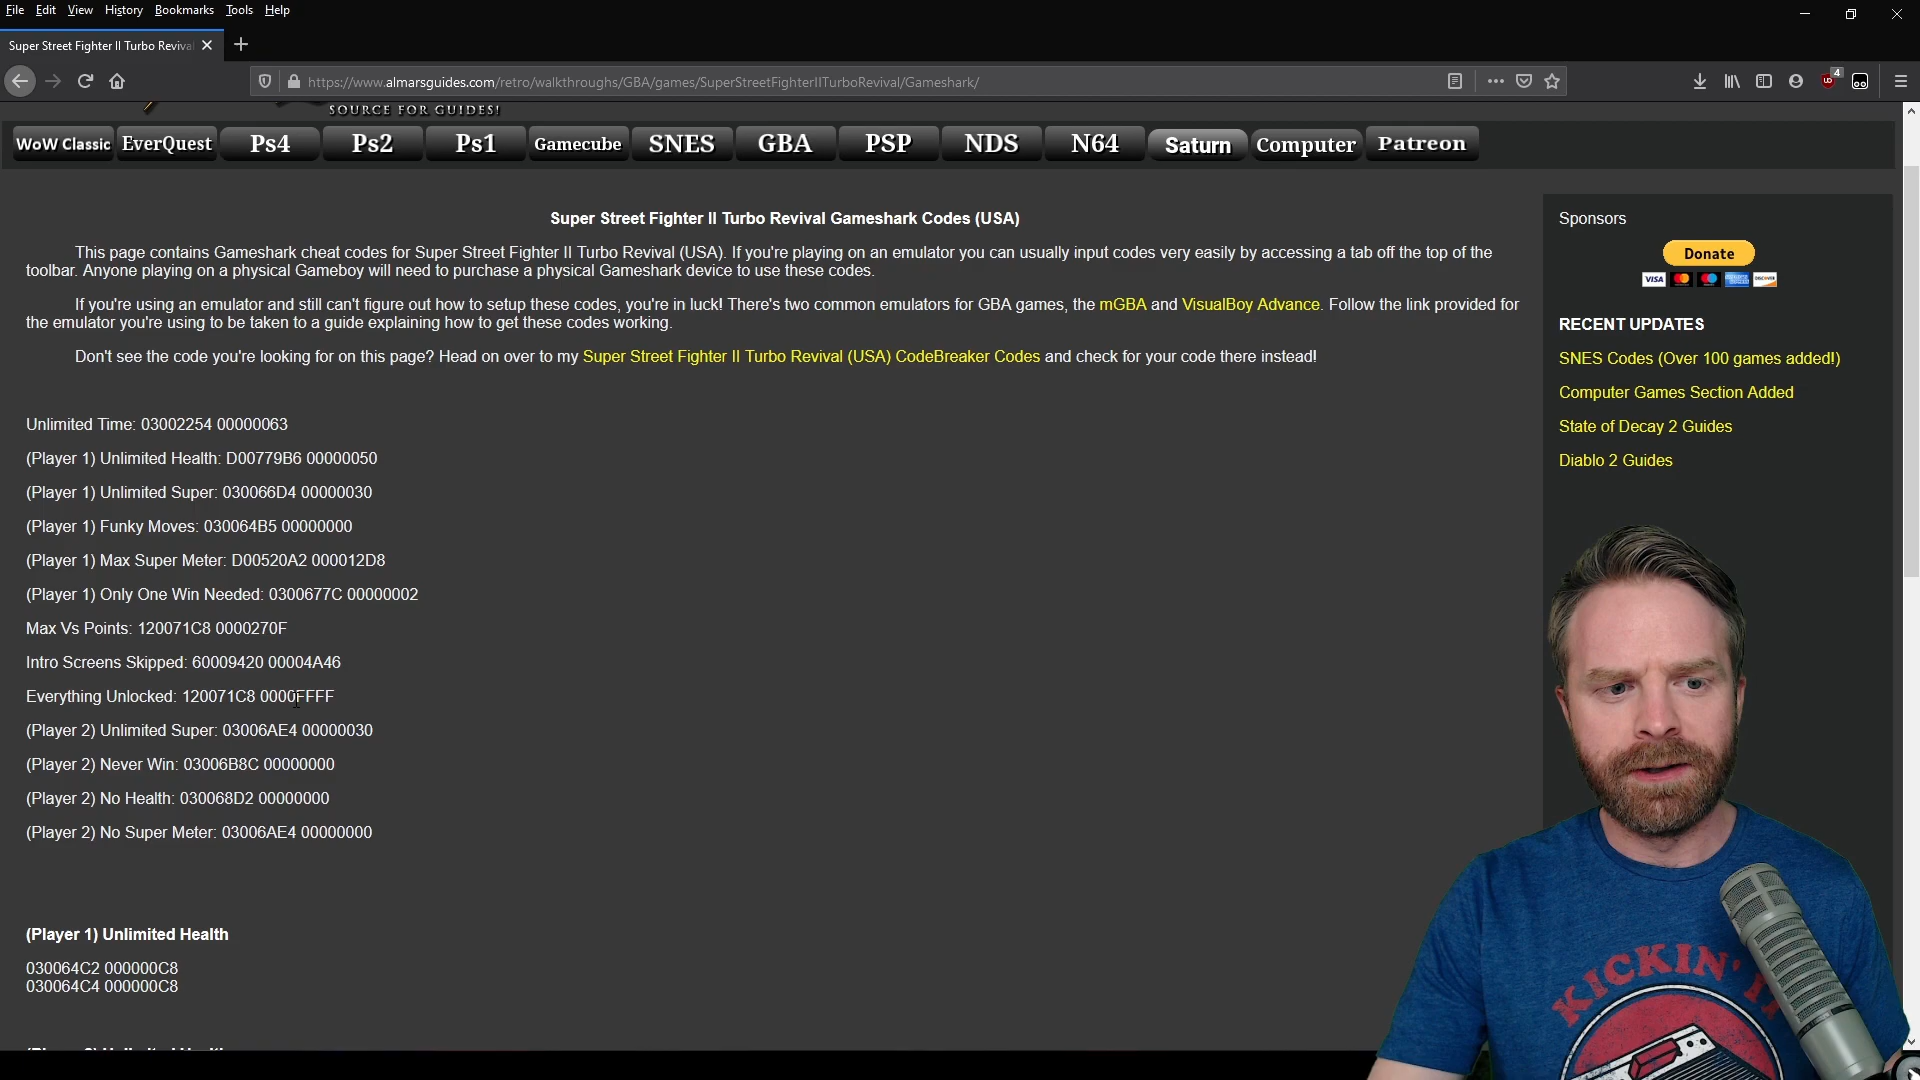 File Edit View History Bookmarks Tools Help
Super Street Fighter II Turbo Reviva
https://www.almarsguides.com/retro/walkthroughs/GBA/games/SuperStreetFighterIITurboRevival/Gameshark/
4
SOURCE FOR GUIDES!
WoW Classic EverQuest Ps4 Ps2 Ps1 Gamecube SNES GBA PSP NDS N64 Saturn Computer Patreon
Super Street Fighter II Turbo Revival Gameshark Codes (USA)
This page contains Gameshark cheat codes for Super Street Fighter II Turbo Revival (USA). If you're playing on an emulator you can usually input codes very easily by accessing a tab off the top of the
toolbar. Anyone playing on a physical Gameboy will need to purchase a physical Gameshark device to use these codes.
If you're using an emulator and still can't figure out how to setup these codes, you're in luck! There's two common emulators for GBA games, the mGBA and VisualBoy Advance. Follow the link provided for
the emulator you're using to be taken to a guide explaining how to get these codes working.
Don't see the code you're looking for on this page? Head on over to my Super Street Fighter II Turbo Revival (USA) CodeBreaker Codes and check for your code there instead!
Unlimited Time: 03002254 00000063
(Player 1) Unlimited Health: D00779B6 00000050
(Player 1) Unlimited Super: 030066D4 00000030
(Player 1) Funky Moves: 030064B5 00000000
(Player 1) Max Super Meter: D00520A2 000012D8
(Player 1) Only One Win Needed: 0300677C 00000002
Max Vs Points: 120071C8 0000270F
Intro Screens Skipped: 60009420 00004A46
Everything Unlocked: 120071C8 0000FFFF
(Player 2) Unlimited Super: 03006AE4 00000030
(Player 2) Never Win: 03006B8C 00000000
(Player 2) No Health: 030068D2 00000000
(Player 2) No Super Meter: 03006AE4 00000000
(Player 1) Unlimited Health
030064C2 000000C8
030064C4 000000C8
Sponsors
Donate
VISA
DISCOVER
RECENT UPDATES
SNES Codes (Over 100 games added!)
Computer Games Section Added
State of Decay 2 Guides
Diablo 2 Guides
KICKIN'